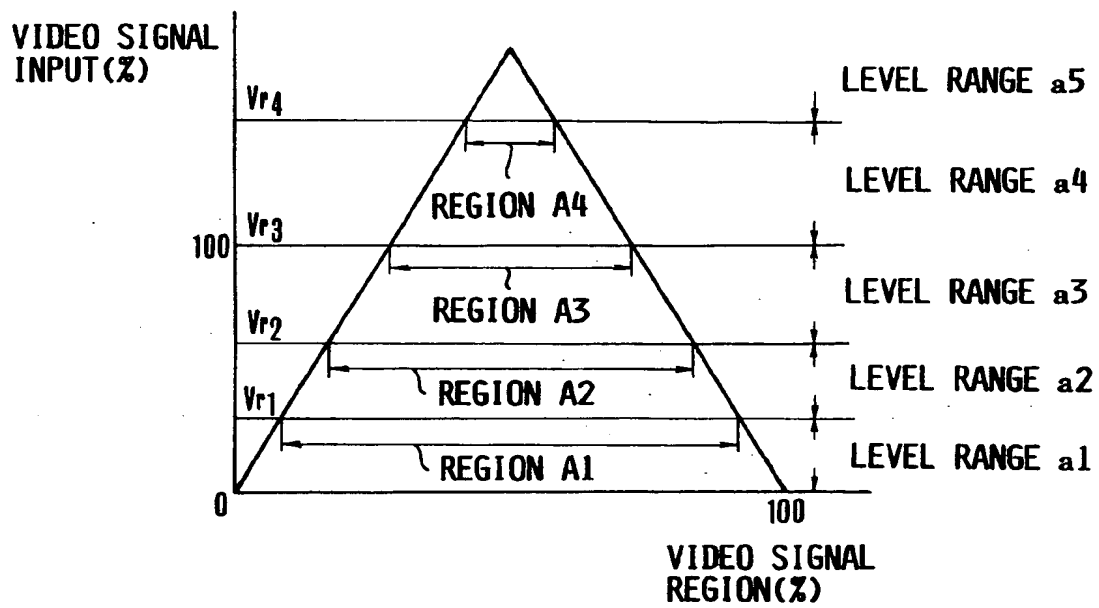 VIDEO SIGNAL
INPUT(%)
LEVEL RANGE a5
Vr4
LEVEL RANGE a4
REGION A4
Vr3
100
LEVEL RANGE a3
REGION A3
Vr2
LEVEL RANGE a2
REGION A2
Vr1
LEVEL RANGE a1
REGION A1
0
100
VIDEO SIGNAL
REGION(%)